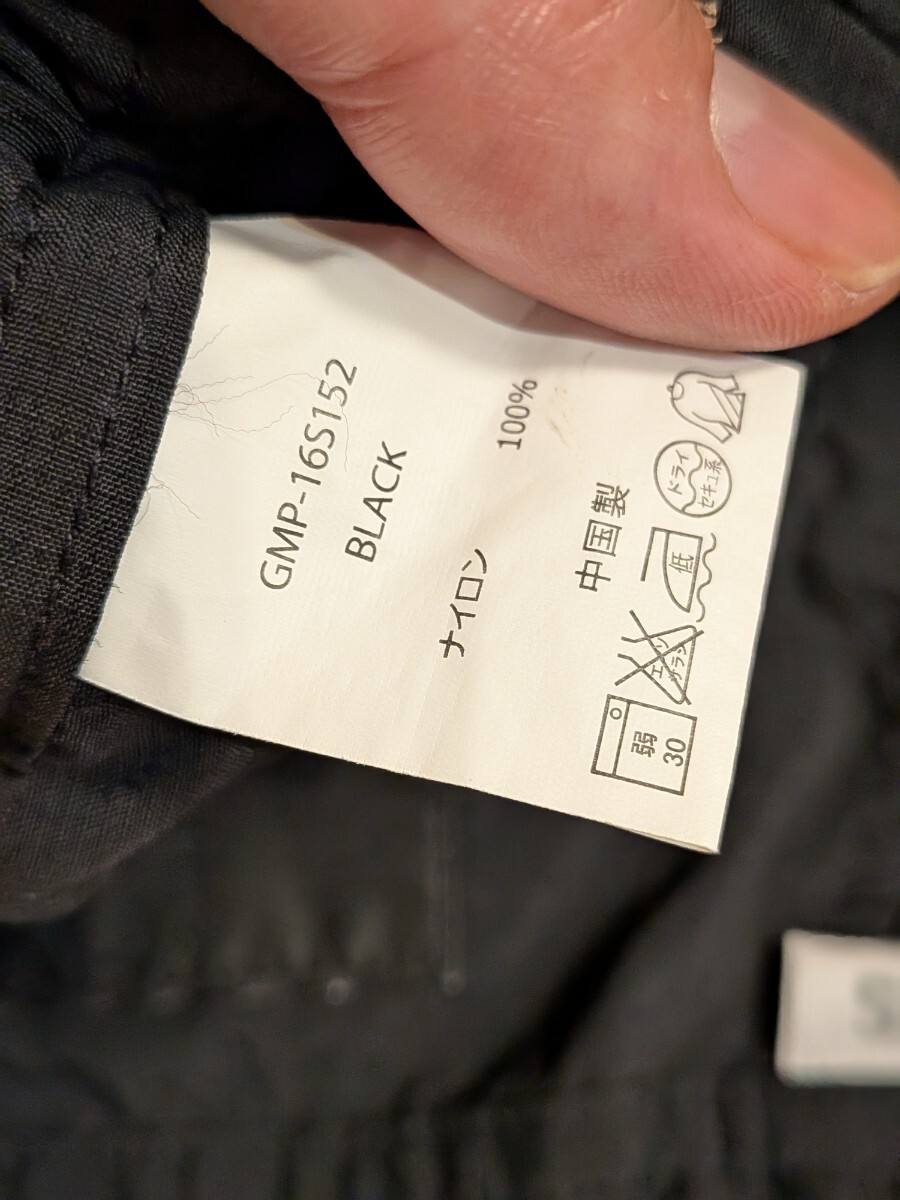 GMP-16S152
BLACK
ナイロン 100%
中国製
弱 30
エンソ サラシ
低
ドライ セキユ系